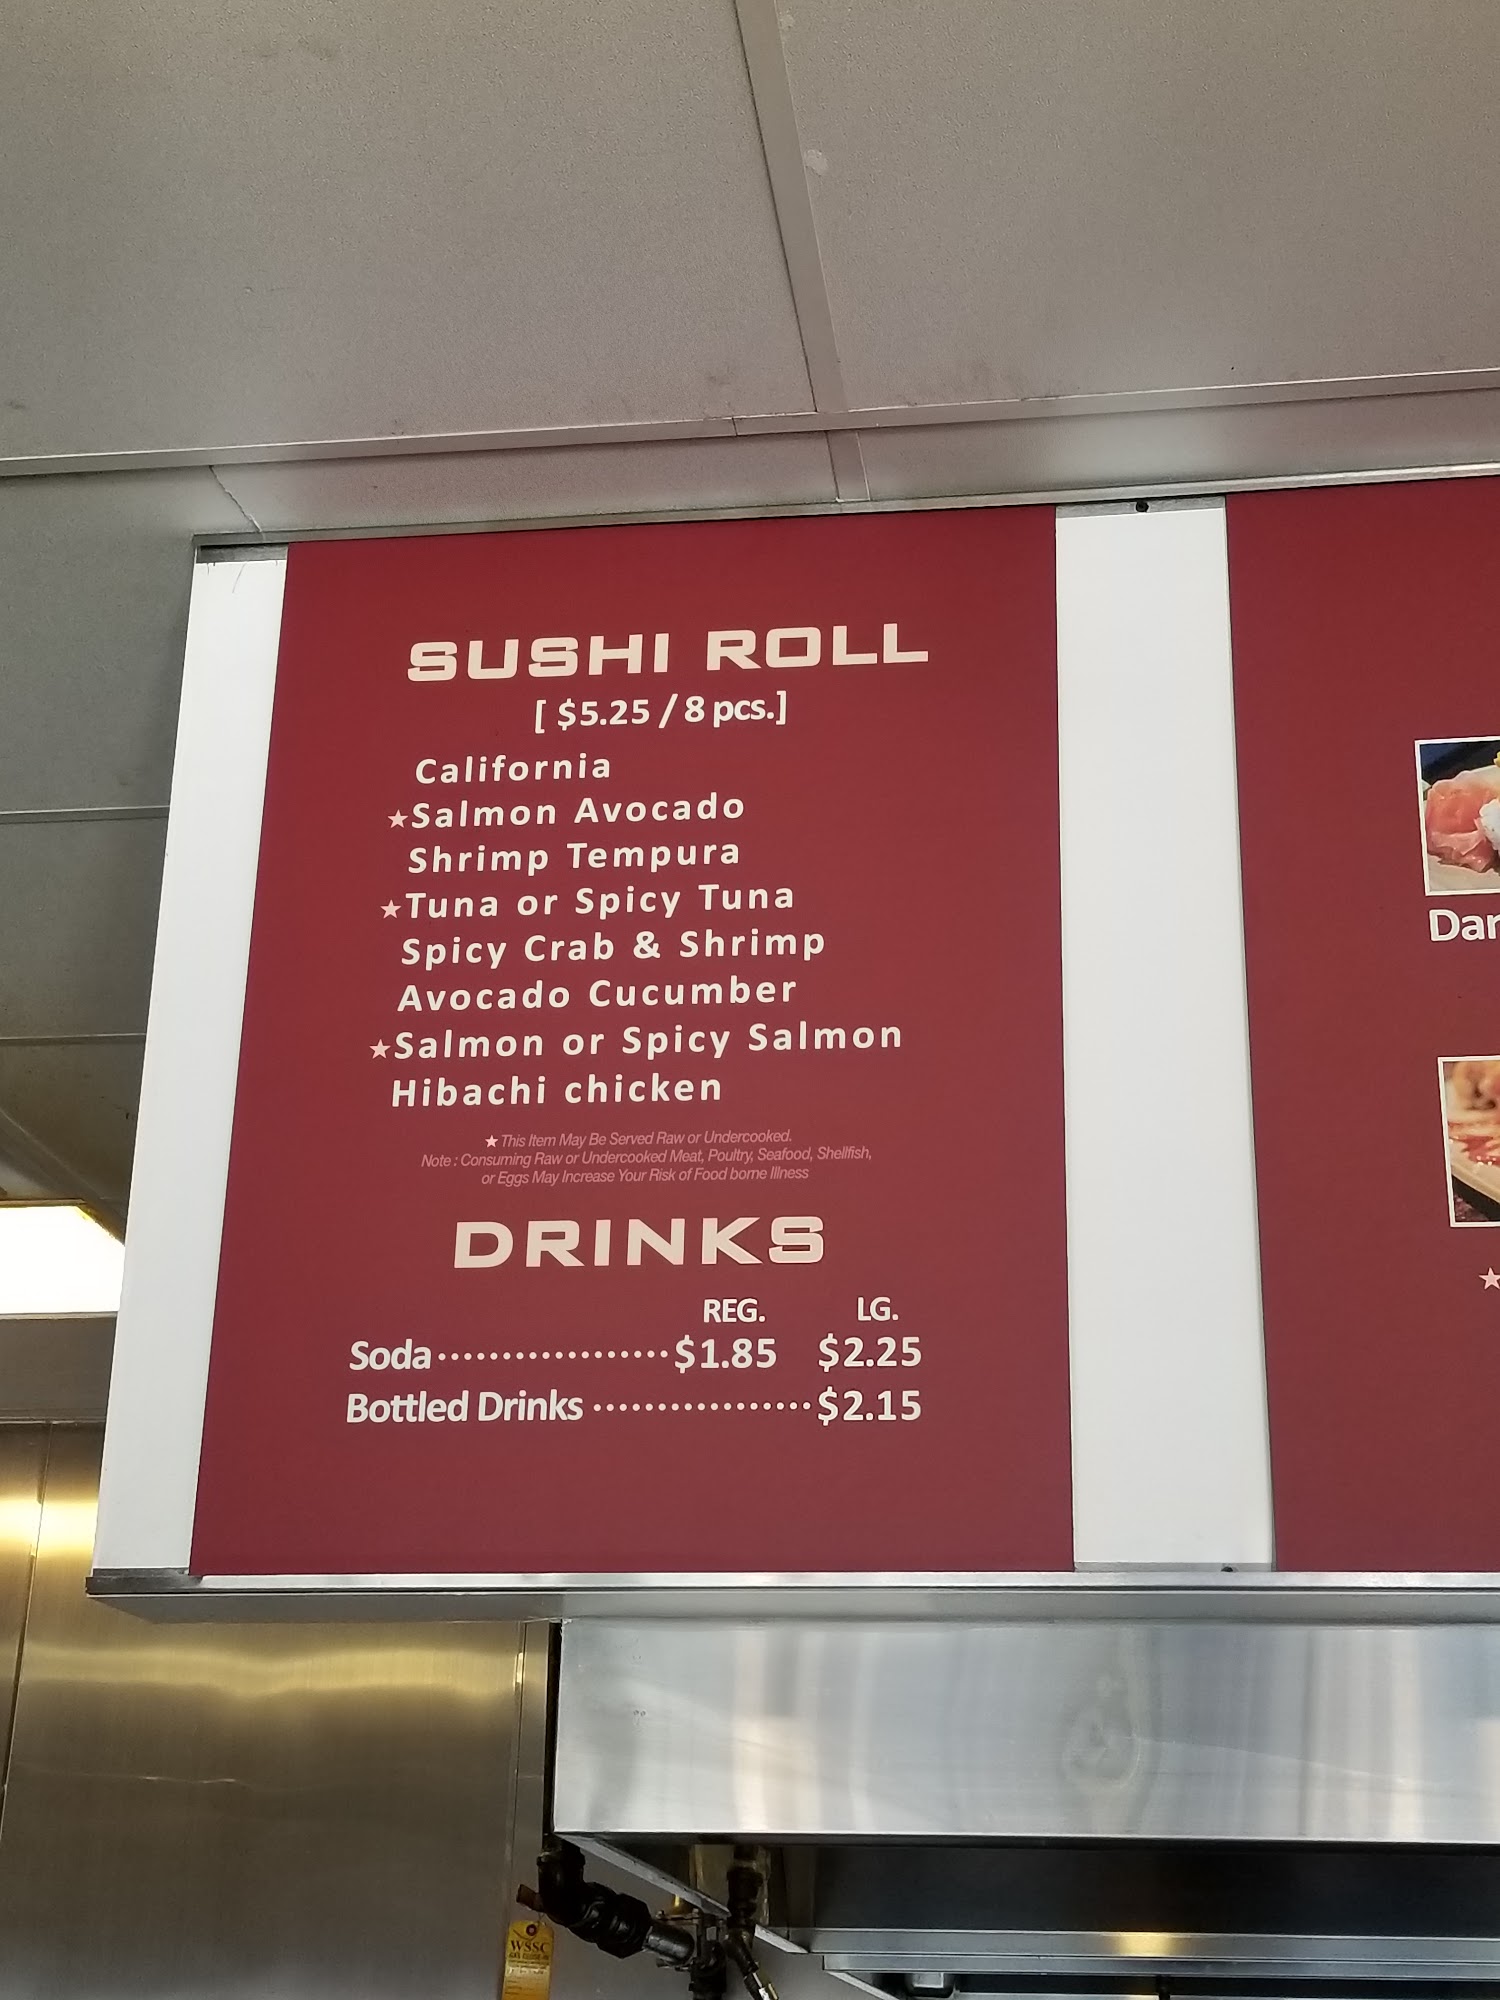 SUSHI ROLL
[ $5.25 / 8 pcs.]
California
★Salmon Avocado
Shrimp Tempura
★Tuna or Spicy Tuna
Spicy Crab & Shrimp
Avocado Cucumber
★Salmon or Spicy Salmon
Hibachi chicken
★ This Item May Be Served Raw or Undercooked.
Note : Consuming Raw or Undercooked Meat, Poultry, Seafood, Shellfish,
or Eggs May Increase Your Risk of Food borne Illness
DRINKS
REG. LG.
Soda··················$1.85 $2.25
Bottled Drinks ·················$2.15
Dar
★
WSSC